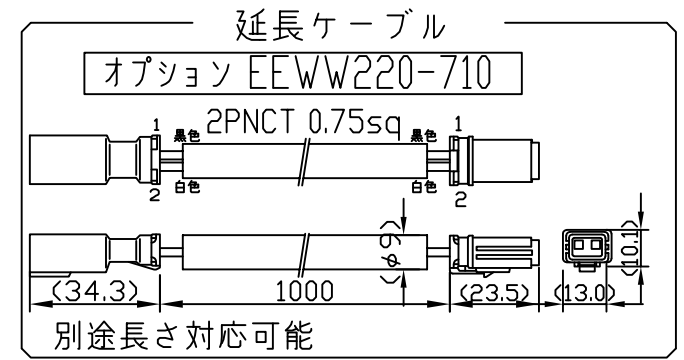 延長ケーブル
オプション EEWW220-710
2PNCT 0.75sq
1 黒色 黒色 1
2 白色 白色 2
(φ9)
(10.1)
(34.3) 1000 (23.5) (13.0)
別途長さ対応可能